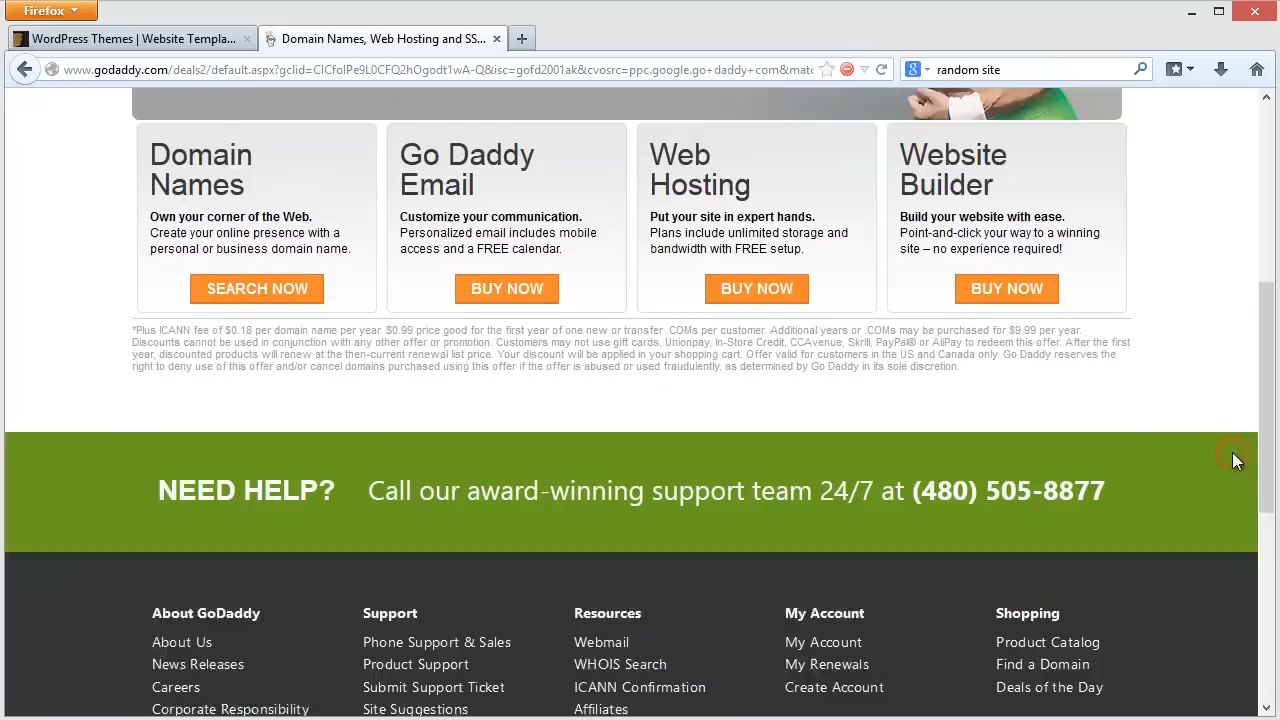 Firefox
WordPress Themes | Website Templa...
Domain Names, Web Hosting and SS...
www.godaddy.com/deals2/default.aspx?gclid=CICfolPe9L0CFQ2hOgodt1wA-Q&isc=gofd2001ak&cvosrc=ppc.google.go+daddy+com&matc
random site
Domain
Names
Own your corner of the Web.
Create your online presence with a
personal or business domain name.
SEARCH NOW
Go Daddy
Email
Customize your communication.
Personalized email includes mobile
access and a FREE calendar.
BUY NOW
Web
Hosting
Put your site in expert hands.
Plans include unlimited storage and
bandwidth with FREE setup.
BUY NOW
Website
Builder
Build your website with ease.
Point-and-click your way to a winning
site – no experience required!
BUY NOW
*Plus ICANN fee of $0.18 per domain name per year. $0.99 price good for the first year of one new or transfer .COMs per customer. Additional years or .COMs may be purchased for $9.99 per year.
Discounts cannot be used in conjunction with any other offer or promotion. Customers may not use gift cards, Unionpay, In-Store Credit, CCAvenue, Skrill, PayPal® or AliPay to redeem this offer. After the first
year, discounted products will renew at the then-current renewal list price. Your discount will be applied in your shopping cart. Offer valid for customers in the US and Canada only. Go Daddy reserves the
right to deny use of this offer and/or cancel domains purchased using this offer if the offer is abused or used fraudulently, as determined by Go Daddy in its sole discretion.
NEED HELP? Call our award-winning support team 24/7 at (480) 505-8877
About GoDaddy
About Us
News Releases
Careers
Corporate Responsibility
Support
Phone Support & Sales
Product Support
Submit Support Ticket
Site Suggestions
Resources
Webmail
WHOIS Search
ICANN Confirmation
Affiliates
My Account
My Account
My Renewals
Create Account
Shopping
Product Catalog
Find a Domain
Deals of the Day